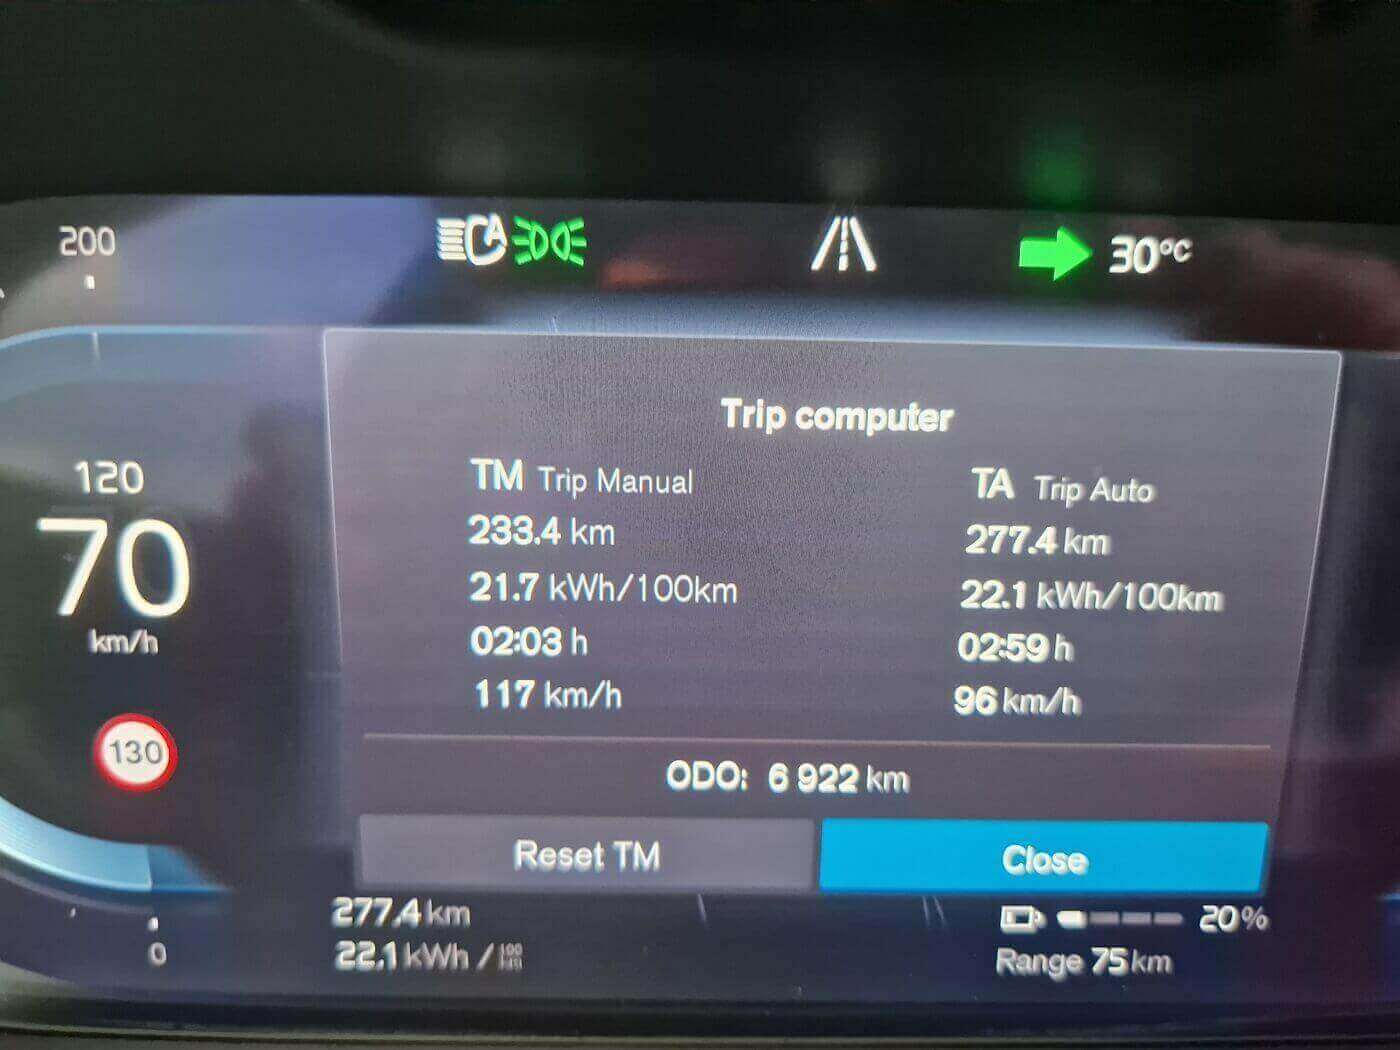 200
A
30°C
Trip computer
TM Trip Manual
TA Trip Auto
233.4 km
277.4 km
21.7 kWh/100km
22.1 kWh/100km
02:03 h
02:59 h
117 km/h
96 km/h
120
70
km/h
130
ODO: 6 922 km
Reset TM
Close
277.4 km
20%
0
22.1 kWh /
Range 75 km